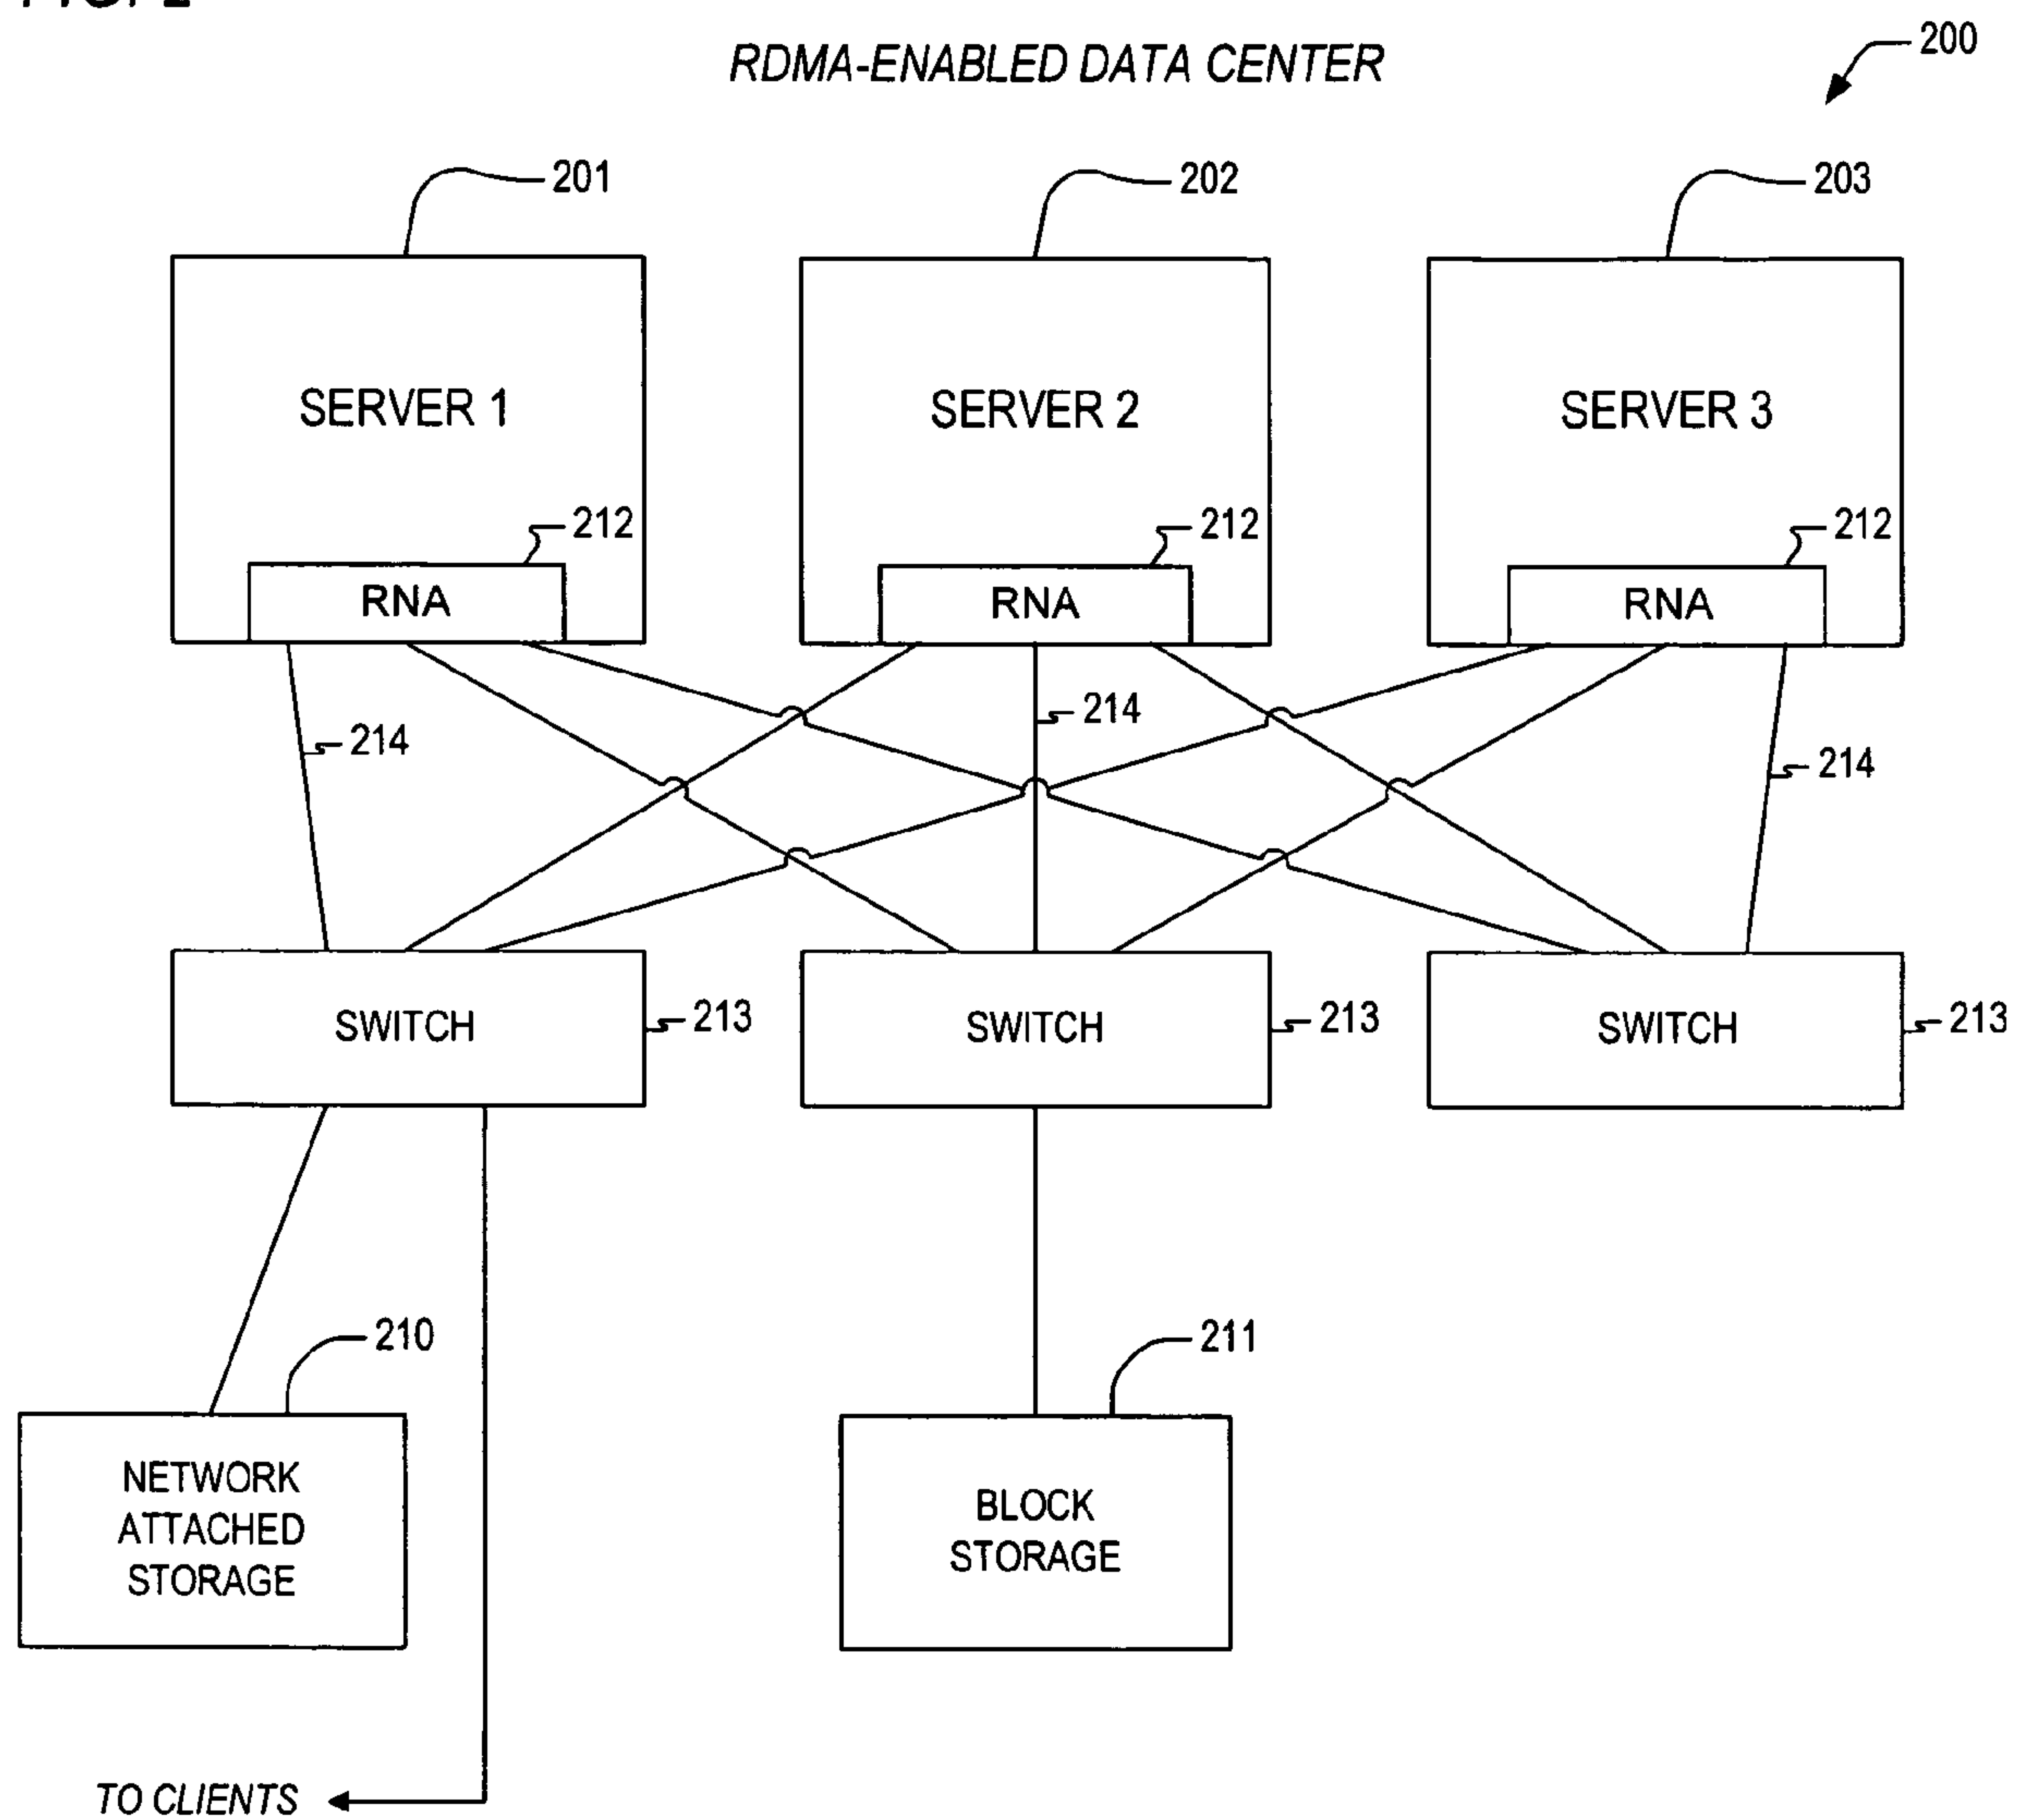 RDMA-ENABLED DATA CENTER
200
201
202
203
SERVER 1
SERVER 2
SERVER 3
212
212
212
RNA
RNA
RNA
214
214
214
SWITCH
213
SWITCH
213
SWITCH
213
210
211
NETWORK
ATTACHED
STORAGE
BLOCK
STORAGE
TO CLIENTS